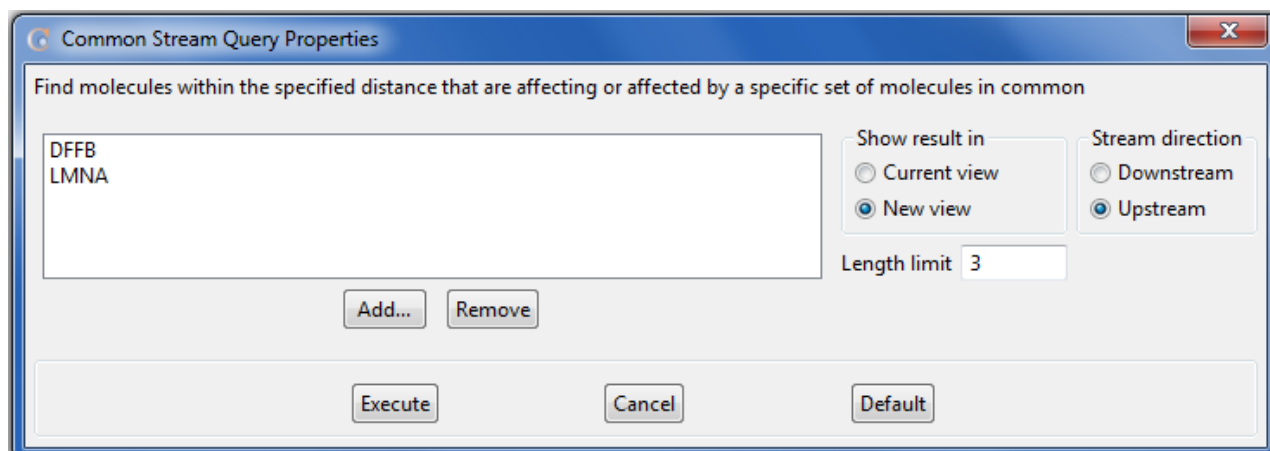 Common Stream Query Properties
Find molecules within the specified distance that are affecting or affected by a specific set of molecules in common
DFFB
LMNA
Show result in
Current view
New view
Stream direction
Downstream
Upstream
Length limit 3
Add... Remove
Execute Cancel Default